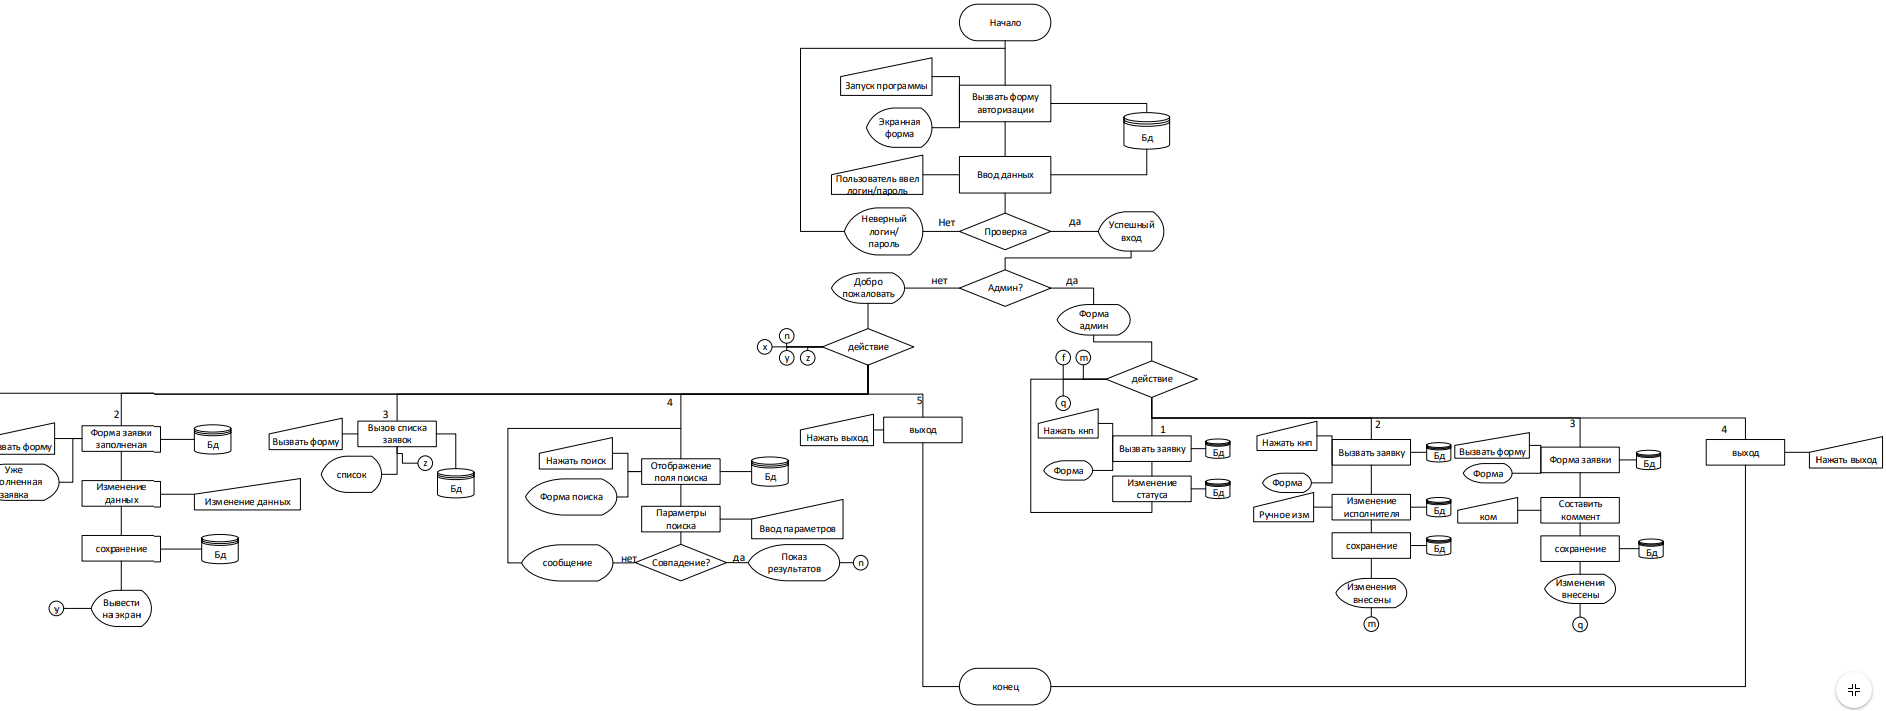 Начало
Запуск программы
Вызвать форму
авторизации
Экранная
форма
Бд
Пользователь ввел
логин/пароль
Ввод данных
Неверный
логин/
пароль
Нет
Проверка
да
Успешный
вход
Добро
пожаловать
нет
Админ?
да
Форма
админ
n
x
y
z
действие
f
m
действие
q
2
3
4
5
вать форму
Форма заявки
заполненая
Бд
Уже
олненная
заявка
Изменение
данных
Изменение данных
сохранение
Бд
Вывести
на экран
y
Вызвать форму
Вызов списка
заявок
список
z
Бд
Нажать поиск
Отображение
поля поиска
Бд
Форма поиска
Параметры
поиска
Ввод параметров
сообщение
нет
Совпадение?
да
Показ
результатов
n
Нажать выход
выход
1
2
3
4
Нажать кнп
Вызвать заявку
Бд
Форма
Изменение
статуса
Бд
Нажать кнп
Вызвать заявку
Бд
Форма
Ручное изм
Изменение
исполнителя
Бд
сохранение
Бд
Изменения
внесены
m
Вызвать форму
Форма заявки
Бд
Форма
ком
Составить
коммент
сохранение
Бд
Изменения
внесены
q
выход
Нажать выход
конец